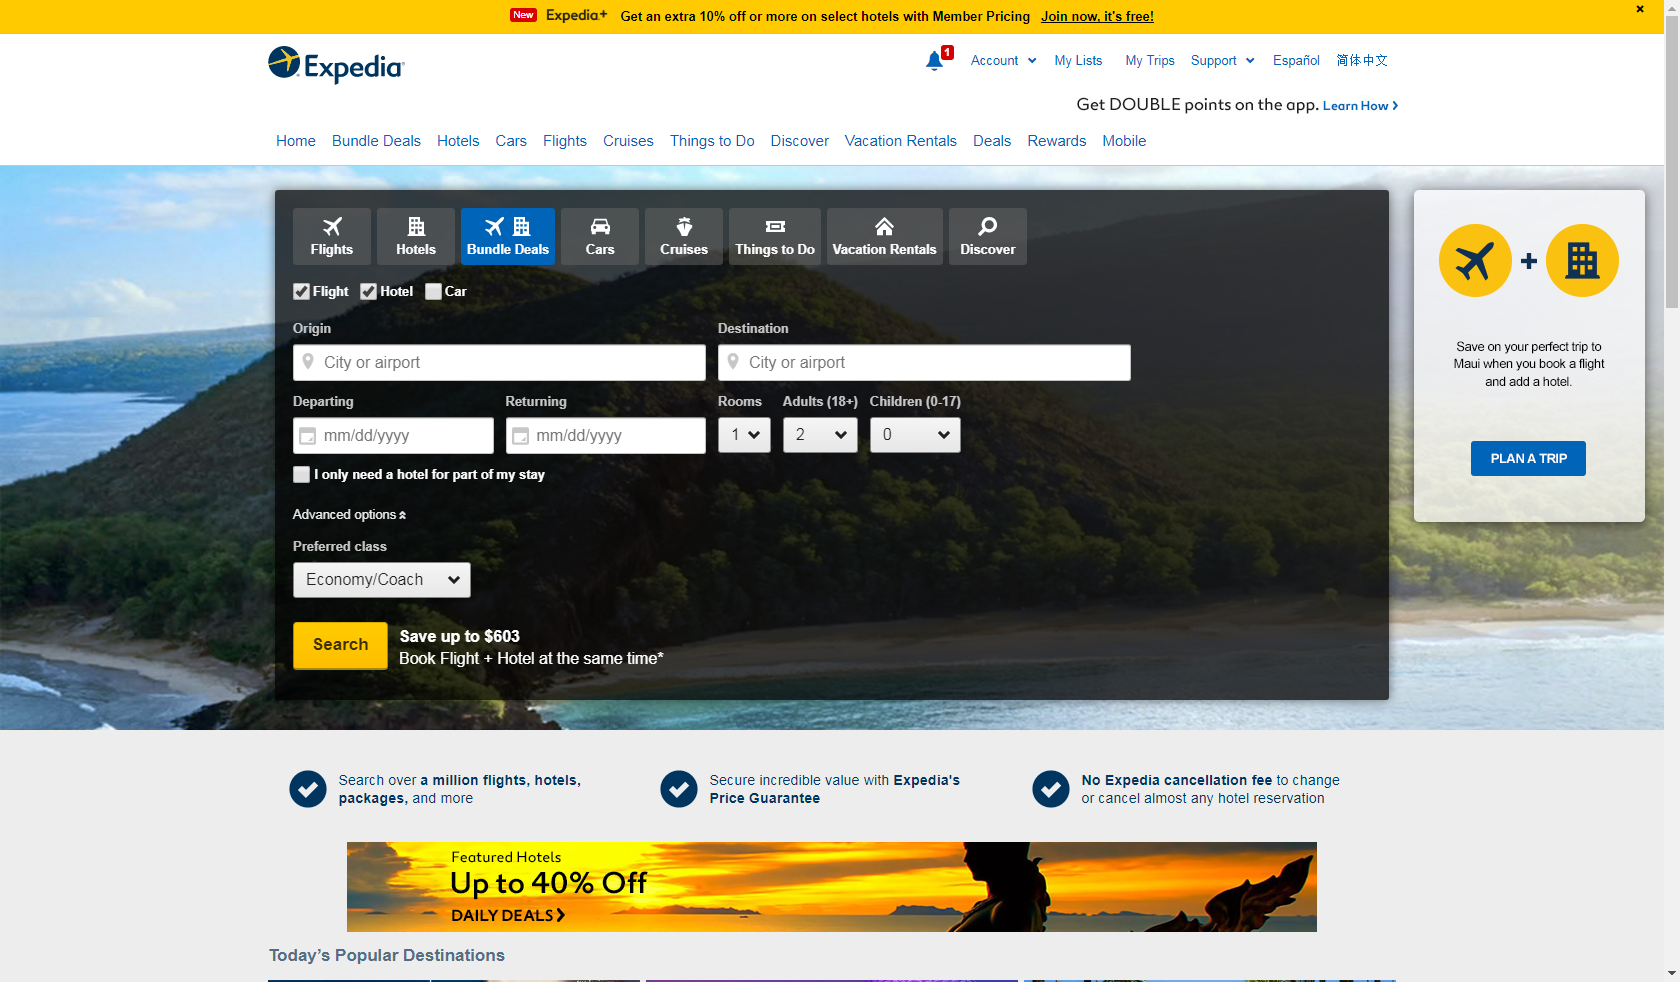 New Expedia+ Get an extra 10% off or more on select hotels with Member Pricing Join now, it's free!
Expedia
1 Account My Lists My Trips Support Español 简体中文
Get DOUBLE points on the app. Learn How
Home Bundle Deals Hotels Cars Flights Cruises Things to Do Discover Vacation Rentals Deals Rewards Mobile
Flights Hotels Bundle Deals Cars Cruises Things to Do Vacation Rentals Discover
Flight Hotel Car
Origin Destination
City or airport City or airport
Departing Returning Rooms Adults (18+) Children (0-17)
mm/dd/yyyy mm/dd/yyyy 1 2 0
I only need a hotel for part of my stay
Advanced options
Preferred class
Economy/Coach
Search
Save up to $603
Book Flight + Hotel at the same time*
Save on your perfect trip to
Maui when you book a flight
and add a hotel.
PLAN A TRIP
Search over a million flights, hotels,
packages, and more
Secure incredible value with Expedia's
Price Guarantee
No Expedia cancellation fee to change
or cancel almost any hotel reservation
Featured Hotels
Up to 40% Off
DAILY DEALS
Today's Popular Destinations